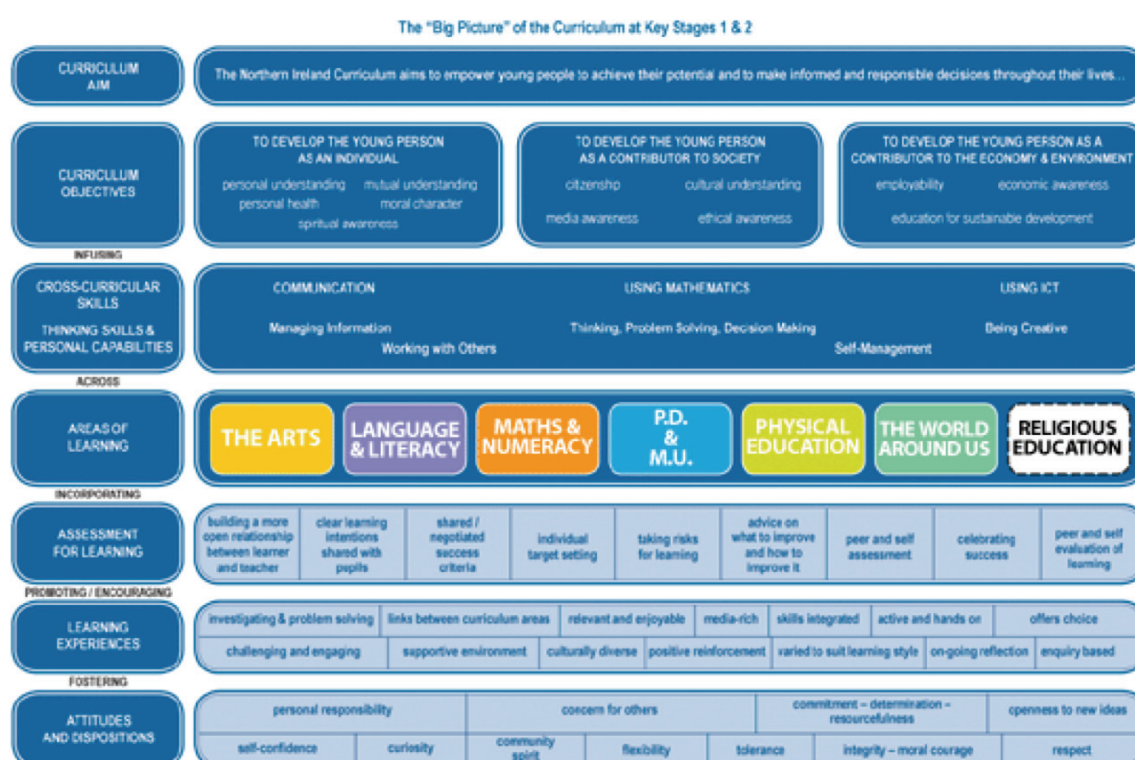 The "Big Picture" of the Curriculum at Key Stages 1 & 2
CURRICULUM
AIM
The Northern Ireland Curriculum aims to empower young people to achieve their potential and to make informed and responsible decisions throughout their lives...
CURRICULUM
OBJECTIVES
TO DEVELOP THE YOUNG PERSON
AS AN INDIVIDUAL
personal understanding mutual understanding
personal health moral character
spiritual awareness
TO DEVELOP THE YOUNG PERSON
AS A CONTRIBUTOR TO SOCIETY
citizenship cultural understanding
media awareness ethical awareness
TO DEVELOP THE YOUNG PERSON AS A
CONTRIBUTOR TO THE ECONOMY & ENVIRONMENT
employability economic awareness
education for sustainable development
INFUSING
CROSS-CURRICULAR
SKILLS
THINKING SKILLS &
PERSONAL CAPABILITIES
COMMUNICATION USING MATHEMATICS USING ICT
Managing Information Thinking, Problem Solving, Decision Making Being Creative
Working with Others Self-Management
ACROSS
AREAS OF
LEARNING
THE ARTS
LANGUAGE
& LITERACY
MATHS &
NUMERACY
P.D.
&
M.U.
PHYSICAL
EDUCATION
THE WORLD
AROUND US
RELIGIOUS
EDUCATION
INCORPORATING
ASSESSMENT
FOR LEARNING
building a more
open relationship
between learner
and teacher
clear learning
intentions
shared with
pupils
shared /
negotiated
success
criteria
individual
target setting
taking risks
for learning
advice on
what to improve
and how to
improve it
peer and self
assessment
celebrating
success
peer and self
evaluation of
learning
PROMOTING / ENCOURAGING
LEARNING
EXPERIENCES
investigating & problem solving links between curriculum areas relevant and enjoyable media-rich skills integrated active and hands on offers choice
challenging and engaging supportive environment culturally diverse positive reinforcement varied to suit learning style on-going reflection enquiry based
FOSTERING
ATTITUDES
AND DISPOSITIONS
personal responsibility
concern for others
commitment – determination –
resourcefulness
openness to new ideas
self-confidence
curiosity
community
spirit
flexibility
tolerance
integrity – moral courage
respect